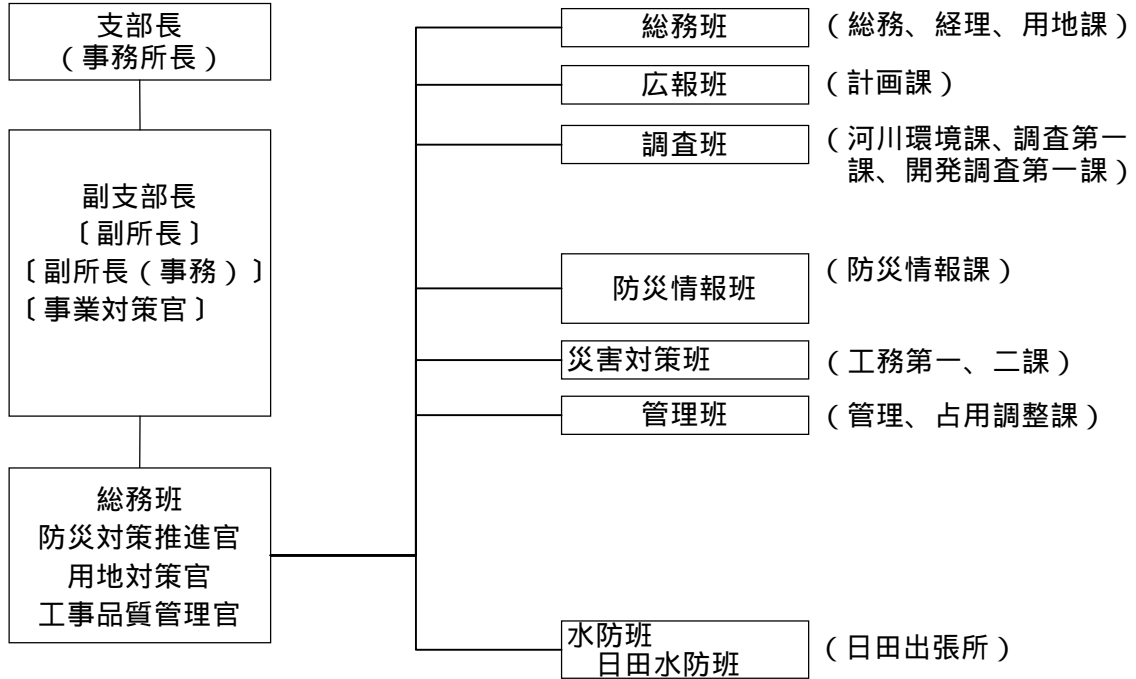 支部長
（事務所長）
副支部長
〔副所長〕
〔副所長（事務）〕
〔事業対策官〕
総務班
防災対策推進官
用地対策官
工事品質管理官
総務班 （総務、経理、用地課）
広報班 （計画課）
調査班 （河川環境課、調査第一
課、開発調査第一課）
防災情報班 （防災情報課）
災害対策班 （工務第一、二課）
管理班 （管理、占用調整課）
水防班
日田水防班 （日田出張所）